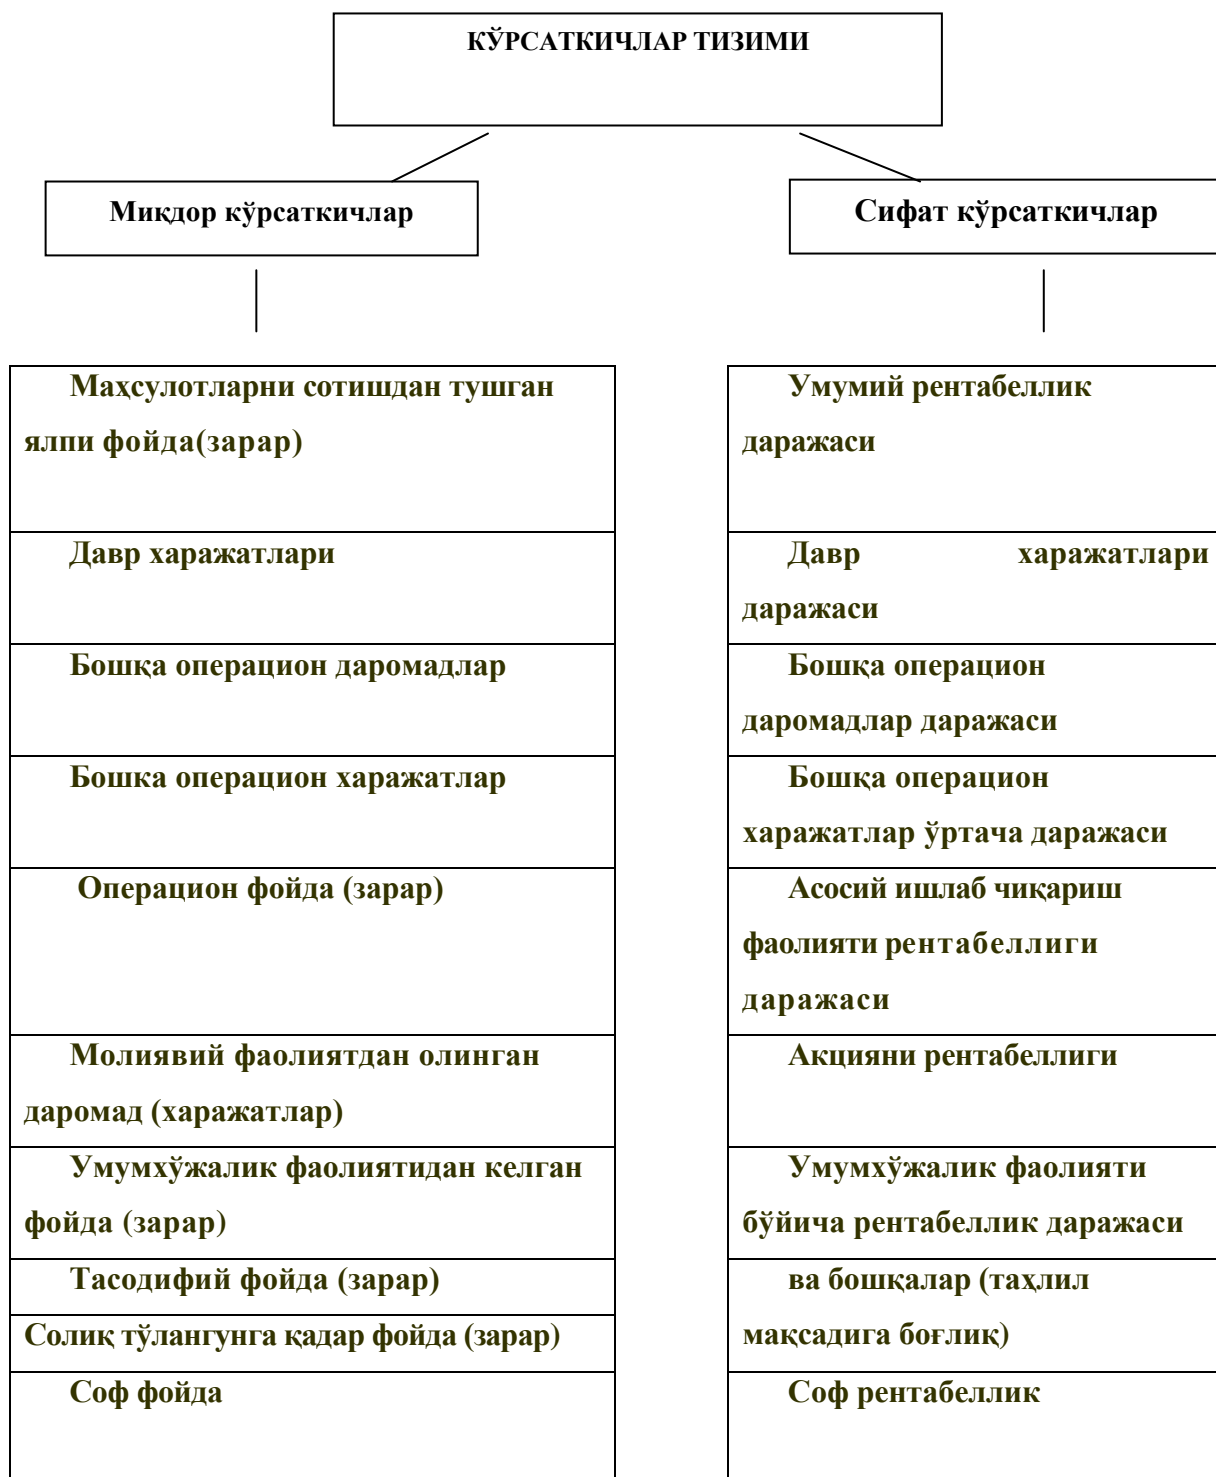 КЎРСАТКИЧЛАР ТИЗИМИ
Миқдор кўрсаткичлар
Сифат кўрсаткичлар
Маҳсулотларни сотишдан тушган
ялпи фойда(зарар)
Давр харажатлари
Бошқа операцион даромадлар
Бошка операцион харажатлар
Операцион фойда (зарар)
Молиявий фаолиятдан олинган
даромад (харажатлар)
Умумхўжалик фаолиятидан келган
фойда (зарар)
Тасодифий фойда (зарар)
Солиқ тўлангунга қадар фойда (зарар)
Соф фойда
Умумий рентабеллик
даражаси
Давр харажатлари
даражаси
Бошқа операцион
даромадлар даражаси
Бошқа операцион
харажатлар ўртача даражаси
Асосий ишлаб чиқариш
фаолияти рентабеллиги
даражаси
Акцияни рентабеллиги
Умумхўжалик фаолияти
бўйича рентабеллик даражаси
ва бошқалар (таҳлил
мақсадига боғлиқ)
Соф рентабеллик